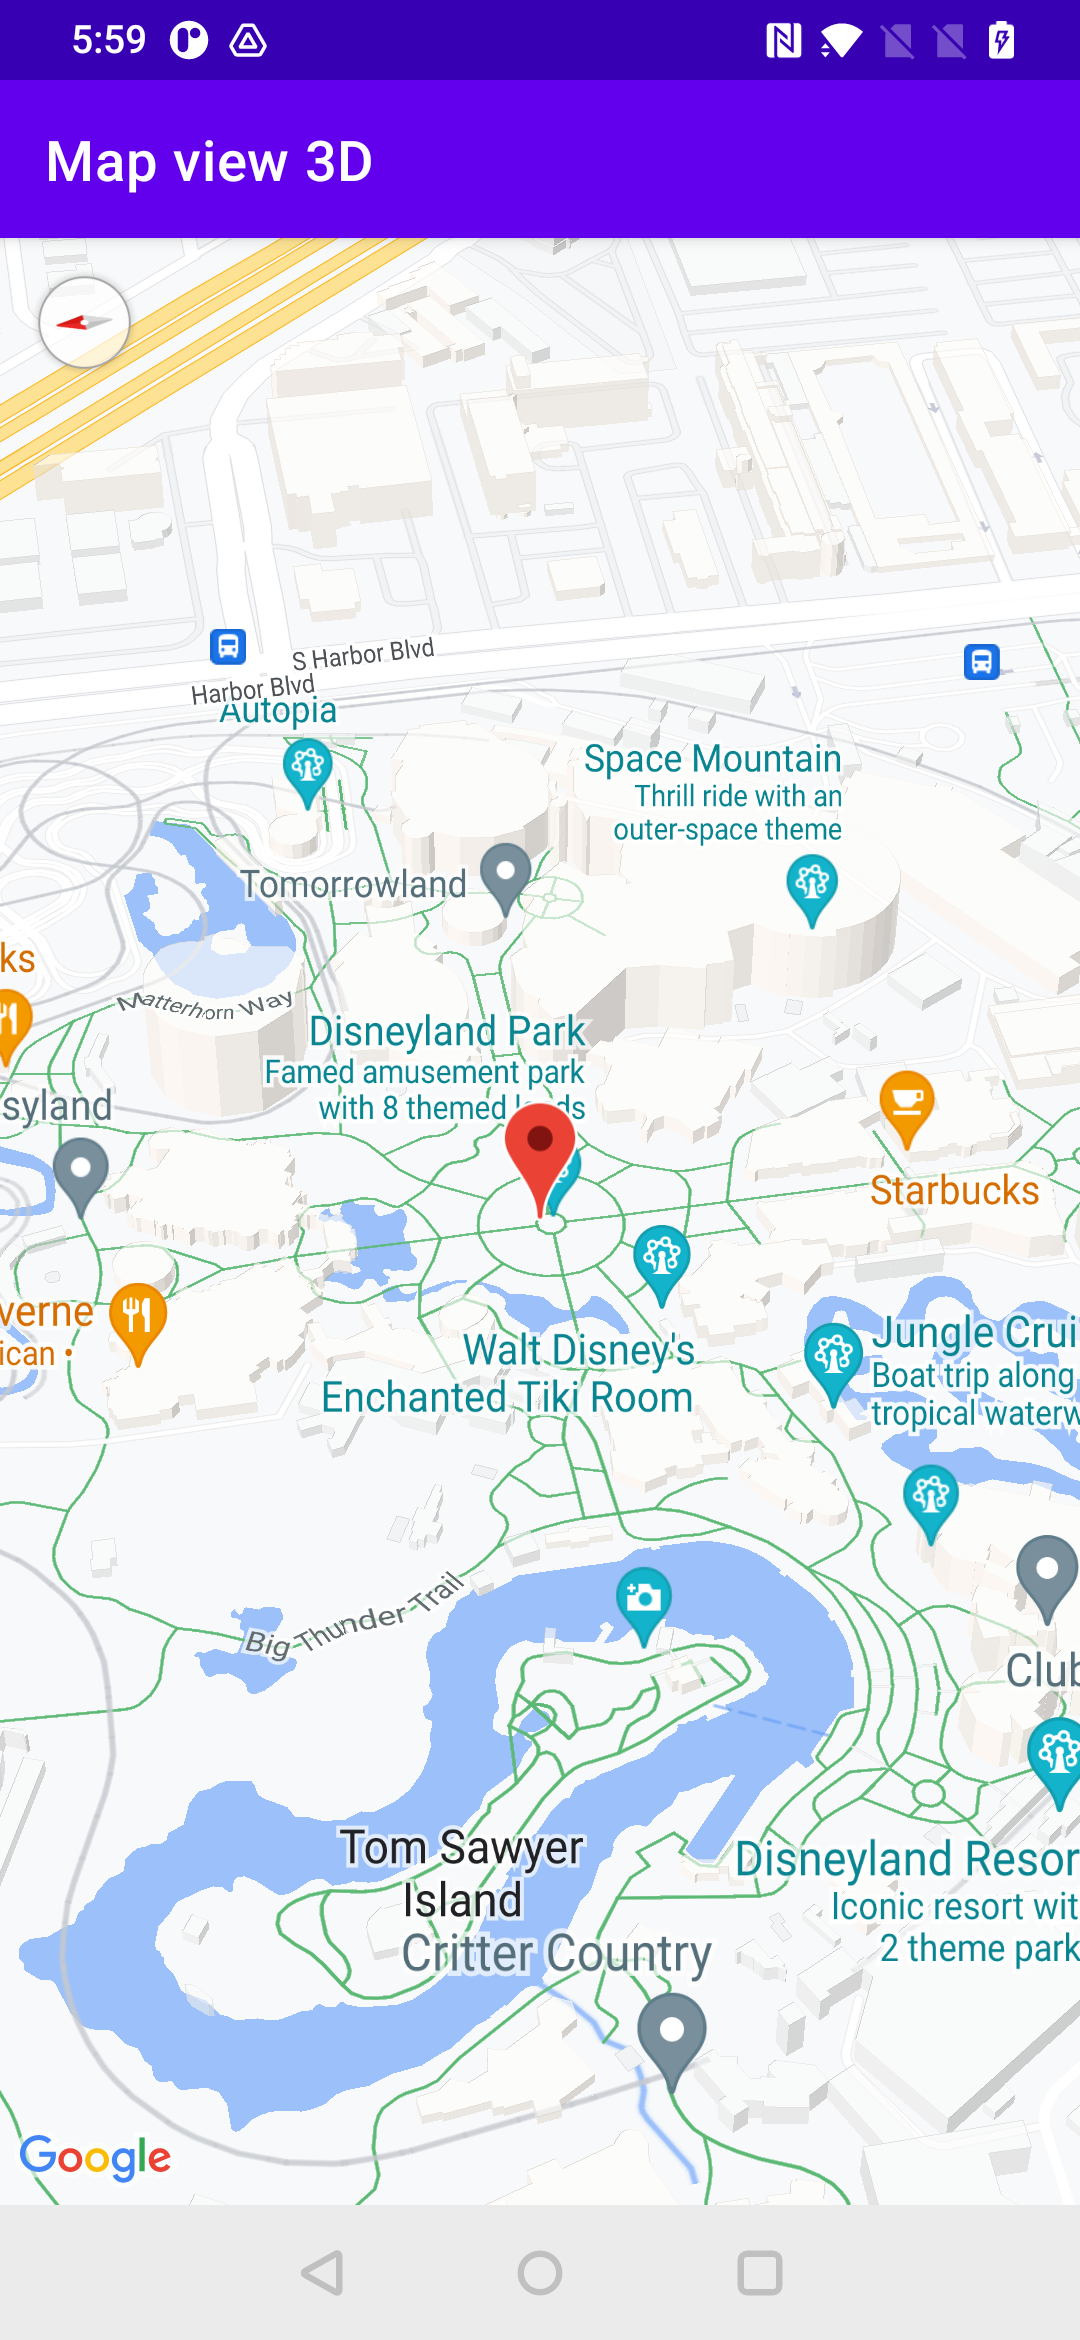 5:59
Map view 3D
S Harbor Blvd
Harbor Blvd
Autopia
Space Mountain
Thrill ride with an
outer-space theme
Tomorrowland
ks
Matterhorn Way
Disneyland Park
Famed amusement park
with 8 themed
syland
Starbucks
verne
ican •
Walt Disney's
Enchanted Tiki Room
Jungle Crui
Boat trip along
tropical waterw
Big Thunder Trail
Club
Tom Sawyer
Island
Critter Country
Disneyland Resor
Iconic resort wit
2 theme park
Google